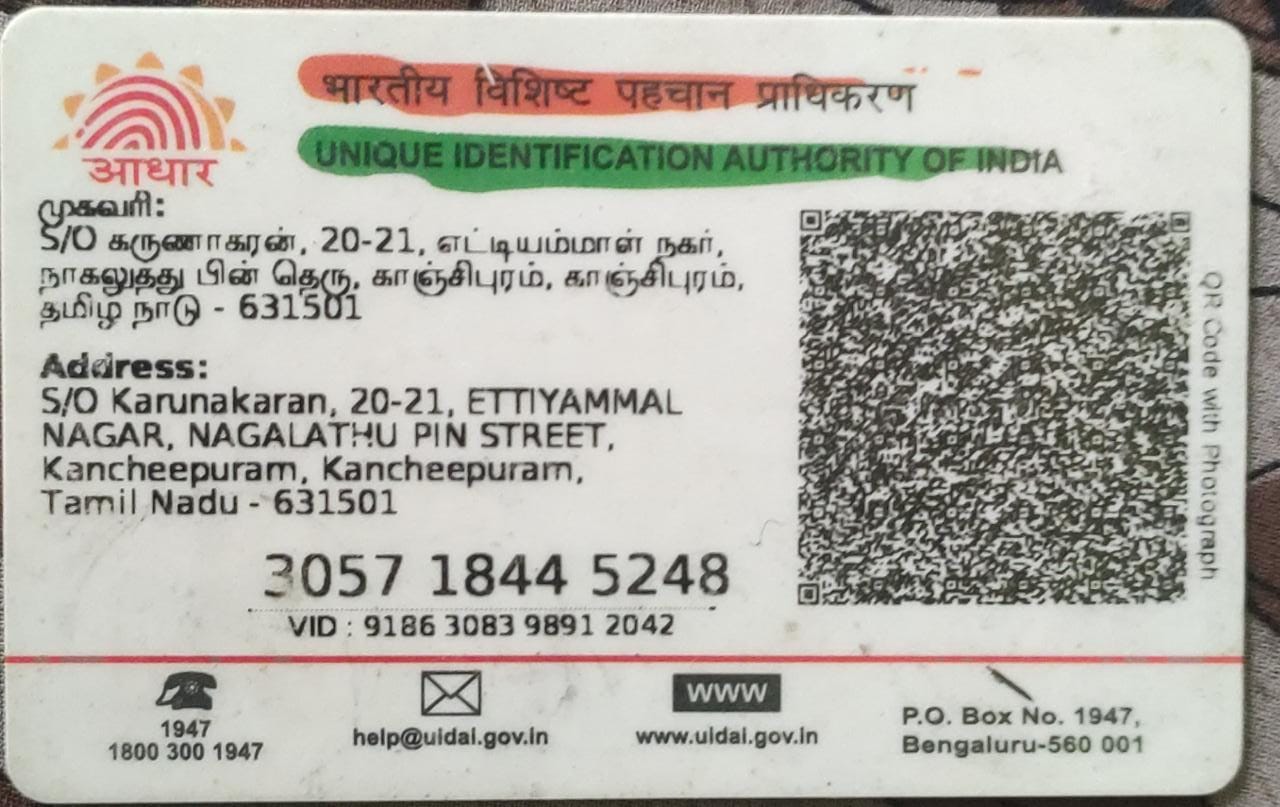 भारतीय विशिष्ट पहचान प्राधिकरण
UNIQUE IDENTIFICATION AUTHORITY OF INDIA
आधार
முகவரி:
S/O கருணாகரன், 20-21, எட்டியம்மாள் நகர்,
நாகலுதது பின் தெரு, காஞ்சிபுரம், காஞ்சிபுரம்,
தமிழ் நாடு - 631501
Address:
S/O Karunakaran, 20-21, ETTIYAMMAL
NAGAR, NAGALATHU PIN STREET,
Kancheepuram, Kancheepuram,
Tamil Nadu - 631501
QR Code with Photograph
3057 1844 5248
VID : 9186 3083 9891 2042
1947
1800 300 1947
help@uidai.gov.in
www
www.uidai.gov.in
P.O. Box No. 1947,
Bengaluru-560 001